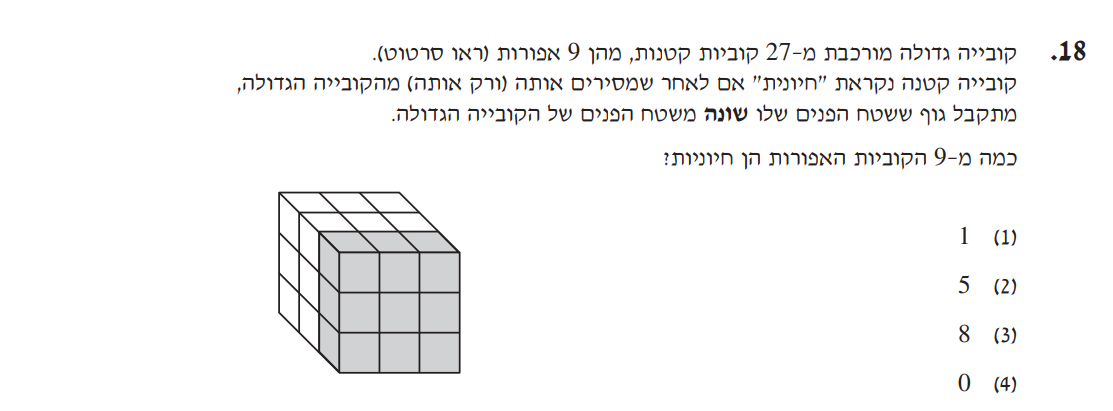 18. קובייה גדולה מורכבת מ-27 קוביות קטנות, מהן 9 אפורות (ראו סרטוט).
קובייה קטנה נקראת "חיונית" אם לאחר שמסירים אותה (ורק אותה) מהקובייה הגדולה,
מתקבל גוף ששטח הפנים שלו שונה משטח הפנים של הקובייה הגדולה.
כמה מ-9 הקוביות האפורות הן חיוניות?
(1) 1
(2) 5
(3) 8
(4) 0